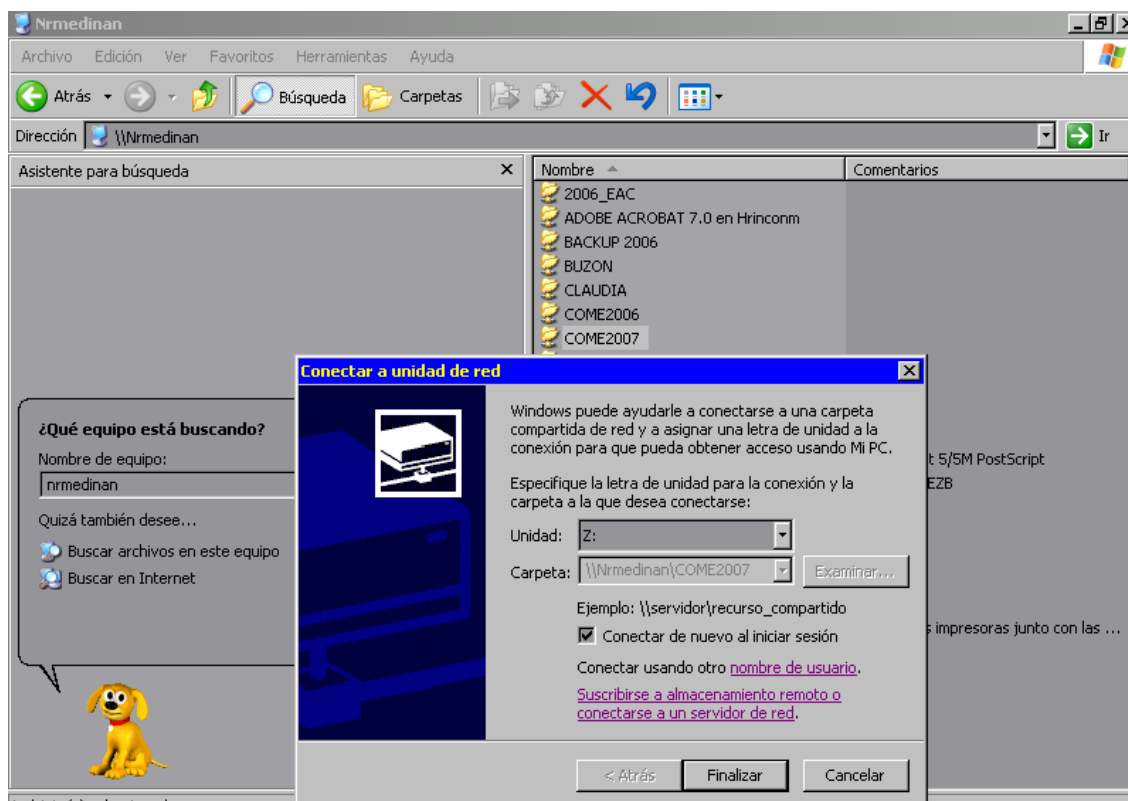 Nrmedinan
Archivo Edición Ver Favoritos Herramientas Ayuda
Atrás Búsqueda Carpetas
Dirección \\Nrmedinan Ir
Asistente para búsqueda
Nombre Comentarios
2006_EAC
ADOBE ACROBAT 7.0 en Hrinconm
BACKUP 2006
BUZON
CLAUDIA
COME2006
COME2007
¿Qué equipo está buscando?
Nombre de equipo:
nrmedinan
Quizá también desee...
Buscar archivos en este equipo
Buscar en Internet
Conectar a unidad de red
Windows puede ayudarle a conectarse a una carpeta
compartida de red y a asignar una letra de unidad a la
conexión para que pueda obtener acceso usando Mi PC.
Especifique la letra de unidad para la conexión y la
carpeta a la que desea conectarse:
Unidad: Z:
Carpeta: \\Nrmedinan\COME2007 Examinar...
Ejemplo: \\servidor\recurso_compartido
Conectar de nuevo al iniciar sesión
Conectar usando otro nombre de usuario.
Suscribirse a almacenamiento remoto o
conectarse a un servidor de red.
< Atrás Finalizar Cancelar
t 5/5M PostScript
EZB
impresoras junto con las ...